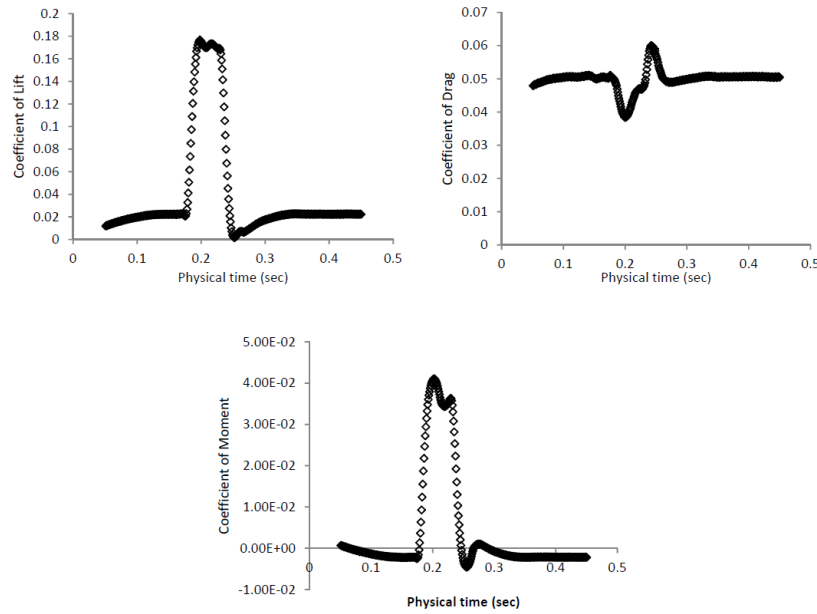 0.2
0.18
0.16
0.14
0.12
0.1
0.08
0.06
0.04
0.02
0
Coefficient of Lift
0 0.1 0.2 0.3 0.4 0.5
Physical time (sec)
0.07
0.06
0.05
0.04
0.03
0.02
0.01
0
Coefficient of Drag
0 0.1 0.2 0.3 0.4 0.5
Physical time (sec)
5.00E-02
4.00E-02
3.00E-02
2.00E-02
1.00E-02
0.00E+00
-1.00E-02
Coefficient of Moment
0 0.1 0.2 0.3 0.4 0.5
Physical time (sec)